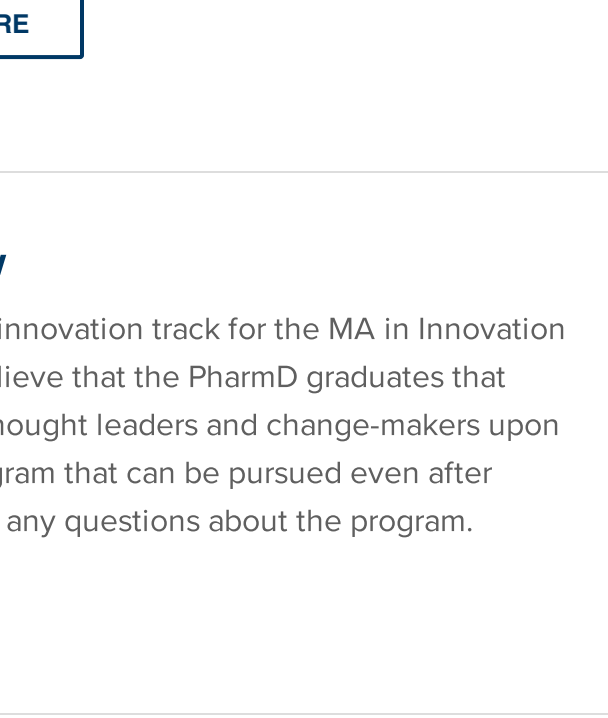 RE
innovation track for the MA in Innovation
lieve that the PharmD graduates that
hought leaders and change-makers upon
gram that can be pursued even after
any questions about the program.